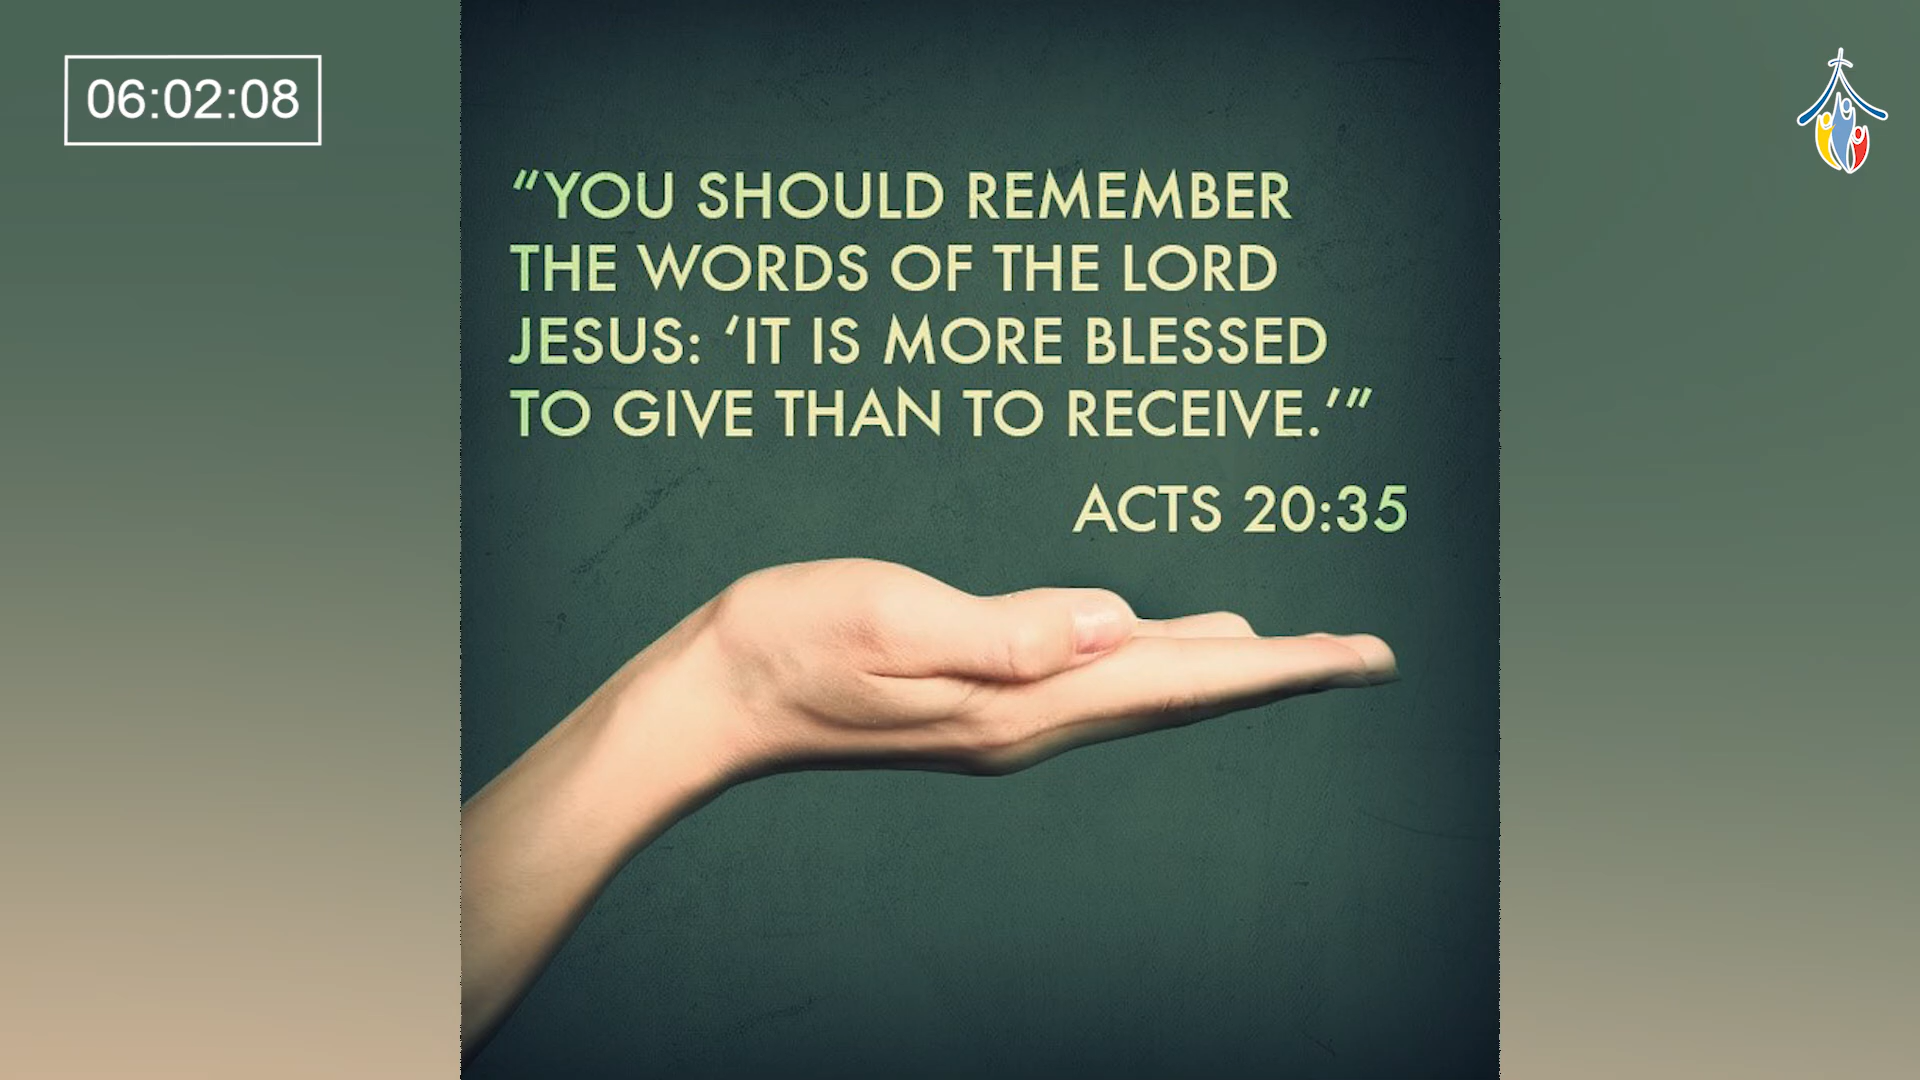 06:02:08
“YOU SHOULD REMEMBER
THE WORDS OF THE LORD
JESUS: ‘IT IS MORE BLESSED
TO GIVE THAN TO RECEIVE.’”
ACTS 20:35